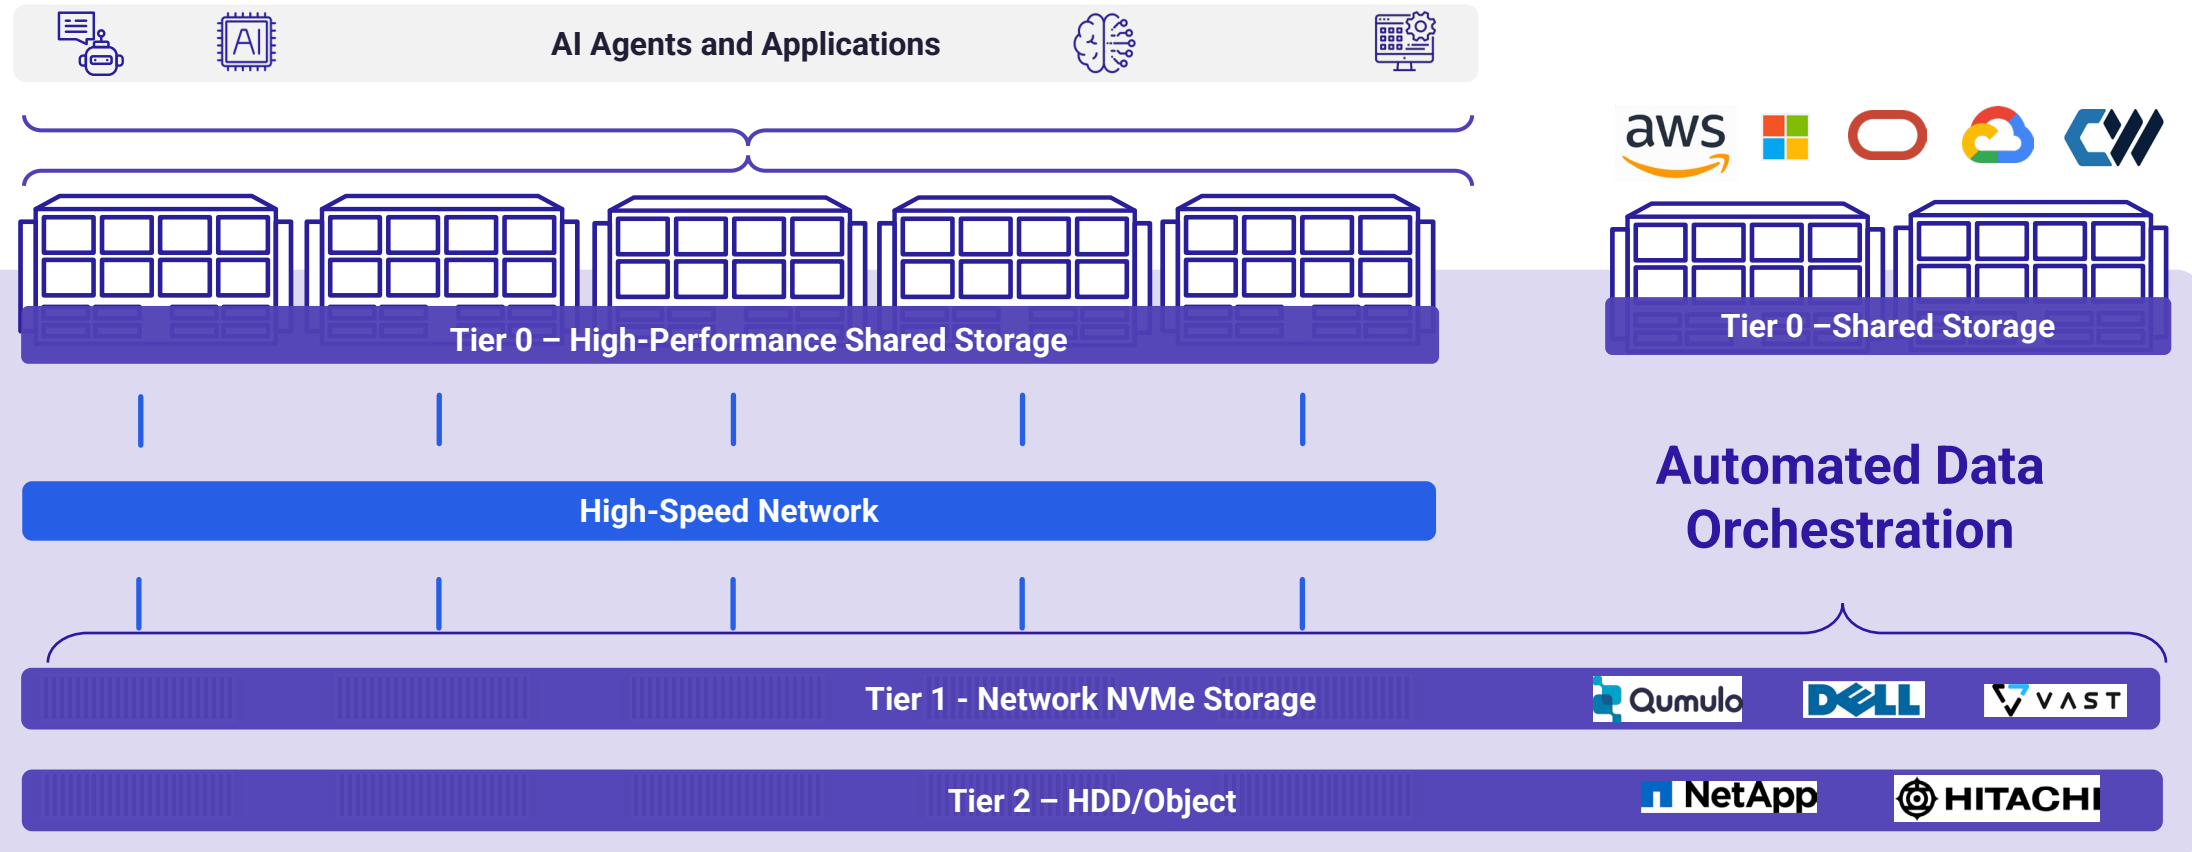 AI
AI Agents and Applications
aws
Tier 0 – High-Performance Shared Storage
Tier 0 –Shared Storage
High-Speed Network
Automated Data
Orchestration
Tier 1 - Network NVMe Storage
Qumulo
DELL
VAST
Tier 2 – HDD/Object
NetApp
HITACHI